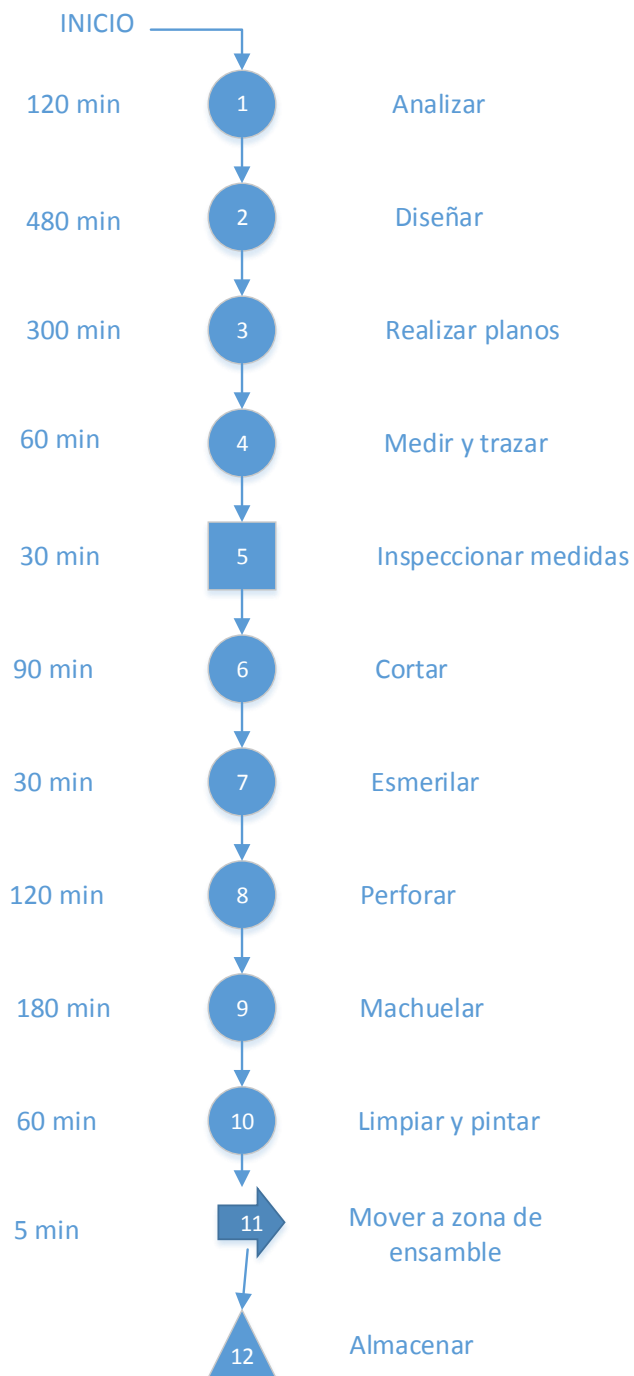 INICIO
120 min 1 Analizar
480 min 2 Diseñar
300 min 3 Realizar planos
60 min 4 Medir y trazar
30 min 5 Inspeccionar medidas
90 min 6 Cortar
30 min 7 Esmerilar
120 min 8 Perforar
180 min 9 Machuelar
60 min 10 Limpiar y pintar
5 min 11 Mover a zona de
ensamble
12 Almacenar